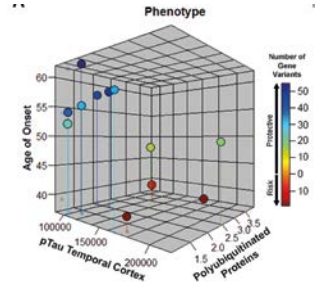 Phenotype
Number of
Gene
Variants
60
55
50
45
40
Age of Onset
100000
150000
200000
pTau Temporal Cortex
1.5
2.0
2.5
3.0
3.5
Polyubiquitinated
Proteins
50
40
30
20
10
0
10
Protective
Risk